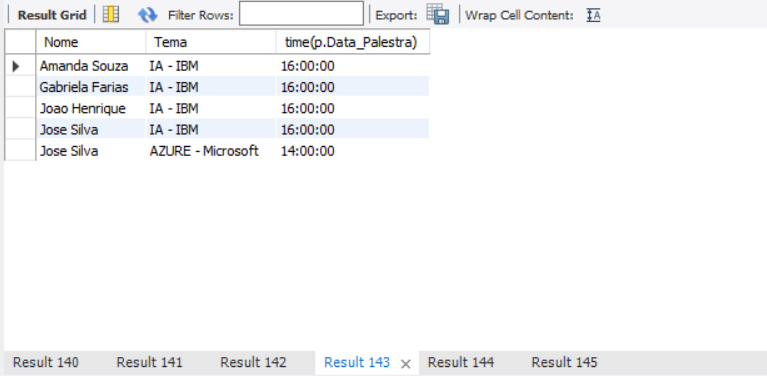 Result Grid Filter Rows: Export: Wrap Cell Content: IA
Nome Tema time(p.Data_Palestra)
Amanda Souza IA - IBM 16:00:00
Gabriela Farias IA - IBM 16:00:00
Joao Henrique IA - IBM 16:00:00
Jose Silva IA - IBM 16:00:00
Jose Silva AZURE - Microsoft 14:00:00
Result 140 Result 141 Result 142 Result 143 × Result 144 Result 145